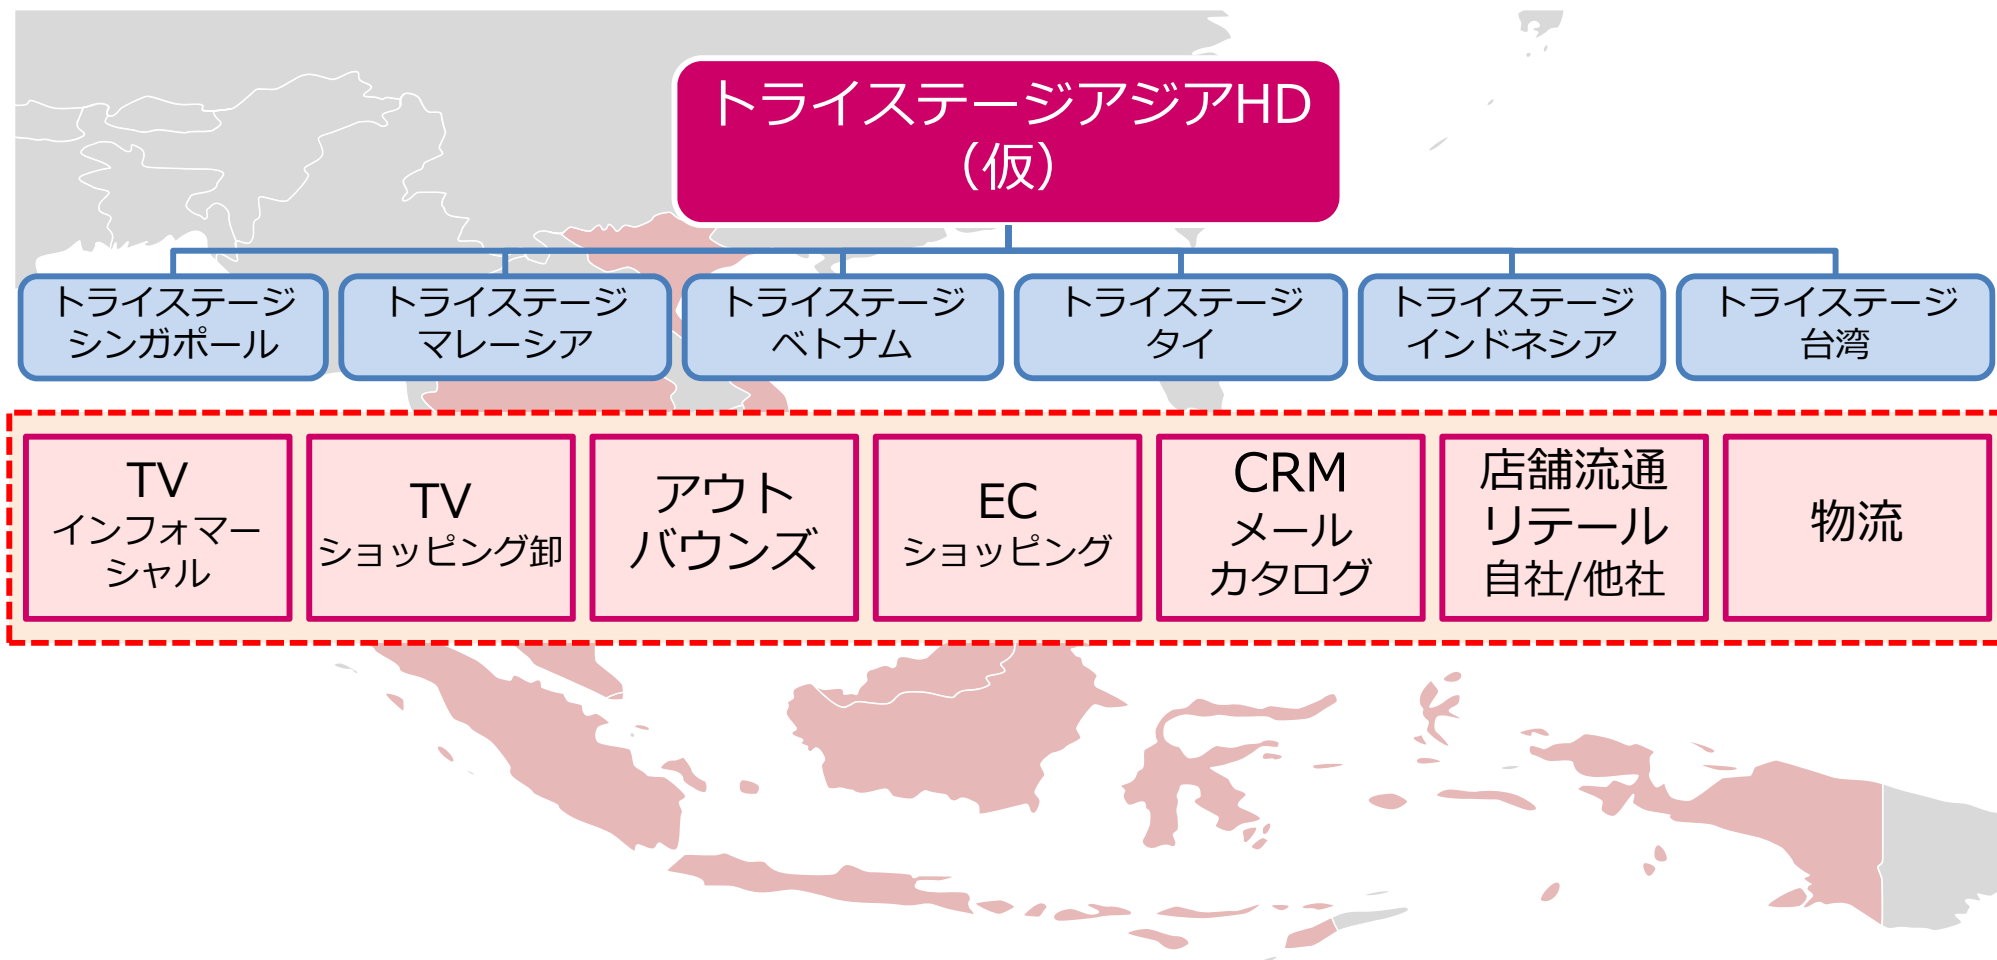 トライステージアジアHD
（仮）
トライステージ
シンガポール
トライステージ
マレーシア
トライステージ
ベトナム
トライステージ
タイ
トライステージ
インドネシア
トライステージ
台湾
TV
インフォマー
シャル
TV
ショッピング卸
アウト
バウンズ
EC
ショッピング
CRM
メール
カタログ
店舗流通
リテール
自社/他社
物流